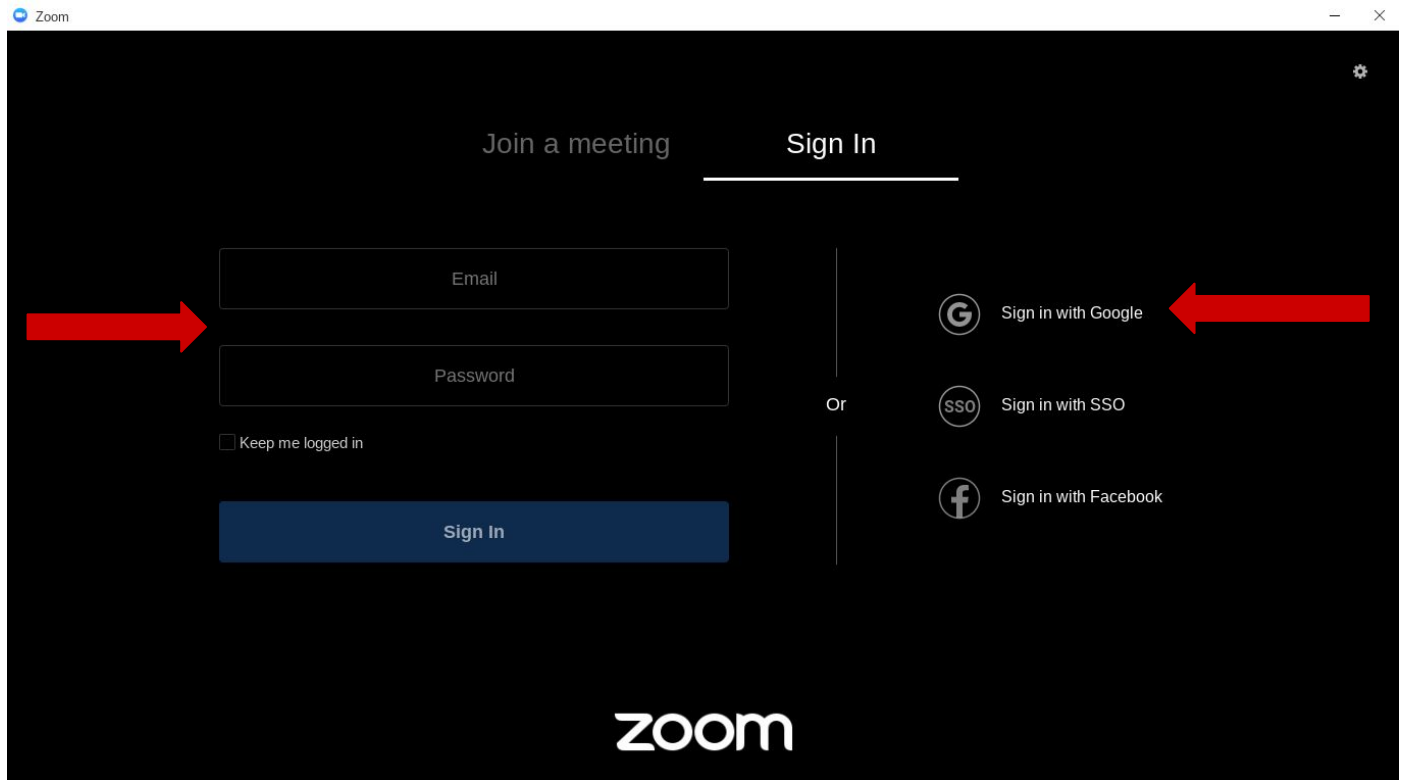 Zoom
Join a meeting
Sign In
Email
Password
Keep me logged in
Sign In
Or
G
Sign in with Google
SSO
Sign in with SSO
f
Sign in with Facebook
zoom